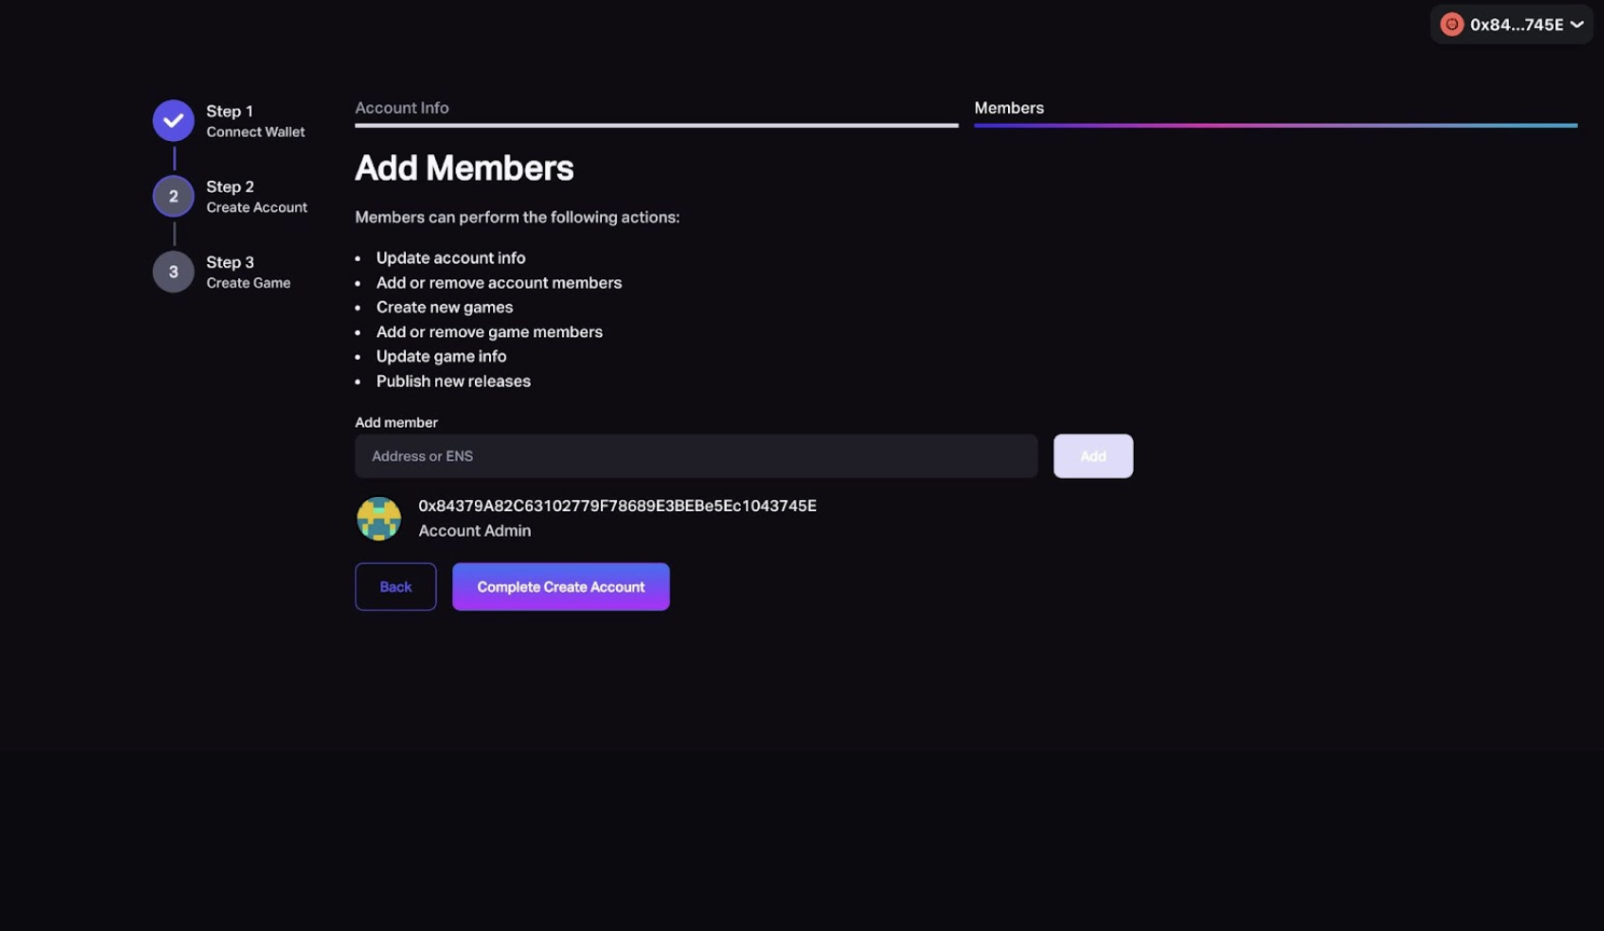 0x84...745E
Step 1
Connect Wallet
2
Step 2
Create Account
3
Step 3
Create Game
Account Info
Members
Add Members
Members can perform the following actions:
• Update account info
• Add or remove account members
• Create new games
• Add or remove game members
• Update game info
• Publish new releases
Add member
Address or ENS
Add
0x84379A82C63102779F78689E3BEBe5Ec1043745E
Account Admin
Back
Complete Create Account